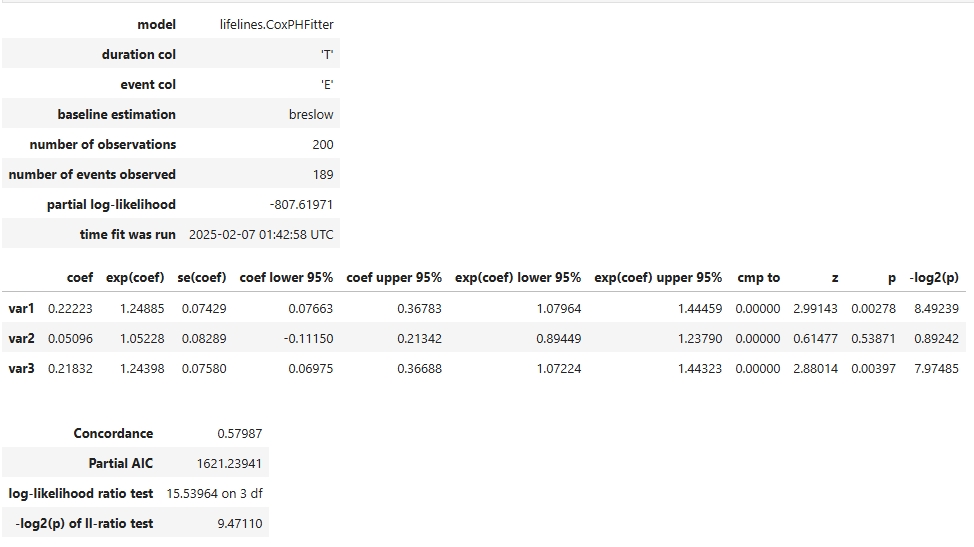 model lifelines.CoxPHFitter
duration col 'T'
event col 'E'
baseline estimation breslow
number of observations 200
number of events observed 189
partial log-likelihood -807.61971
time fit was run 2025-02-07 01:42:58 UTC
coef exp(coef) se(coef) coef lower 95% coef upper 95% exp(coef) lower 95% exp(coef) upper 95% cmp to z p -log2(p)
var1 0.22223 1.24885 0.07429 0.07663 0.36783 1.07964 1.44459 0.00000 2.99143 0.00278 8.49239
var2 0.05096 1.05228 0.08289 -0.11150 0.21342 0.89449 1.23790 0.00000 0.61477 0.53871 0.89242
var3 0.21832 1.24398 0.07580 0.06975 0.36688 1.07224 1.44323 0.00000 2.88014 0.00397 7.97485
Concordance 0.57987
Partial AIC 1621.23941
log-likelihood ratio test 15.53964 on 3 df
-log2(p) of ll-ratio test 9.47110